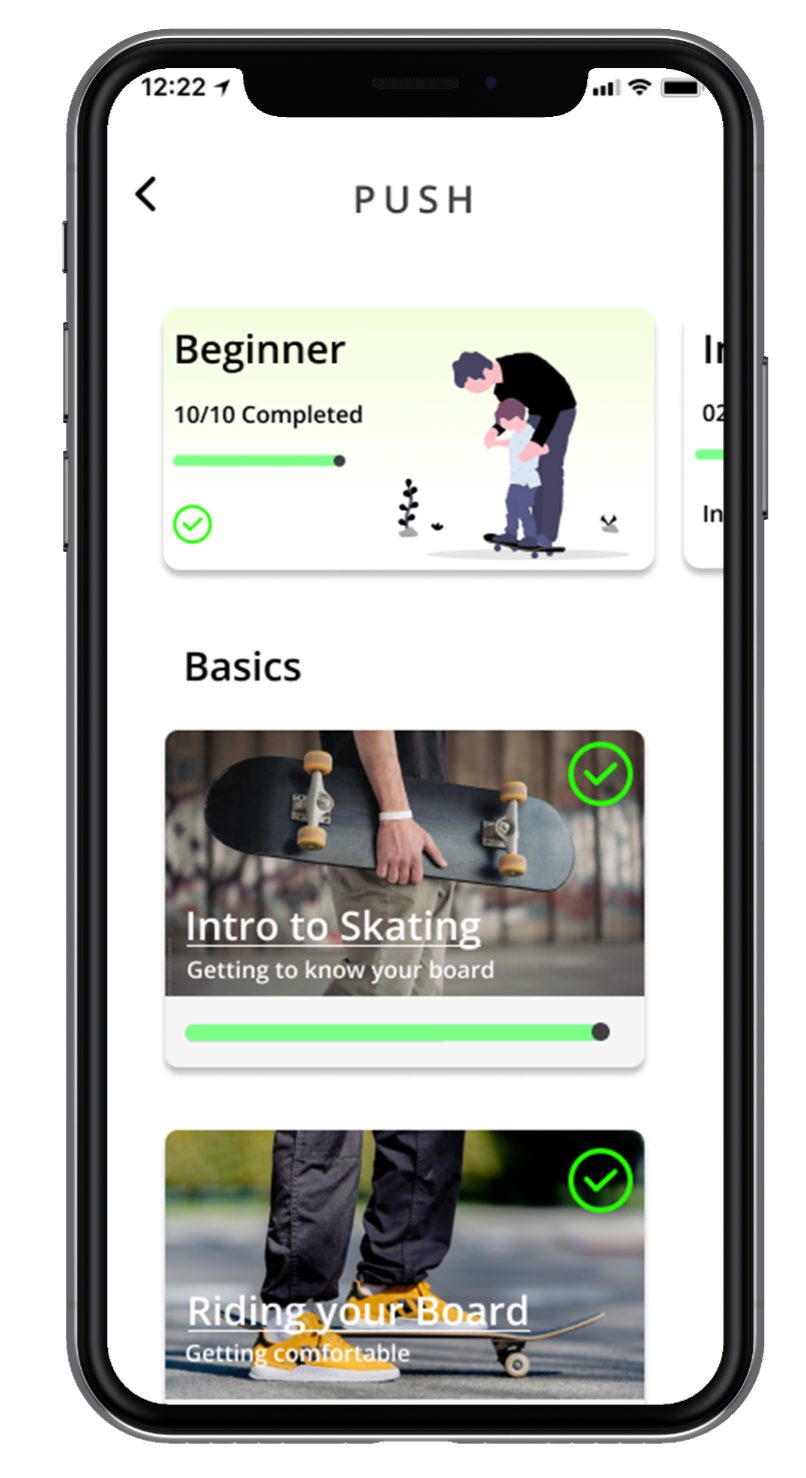 12:22
PUSH
Beginner
10/10 Completed
02
In
Basics
Intro to Skating
Getting to know your board
Riding your Board
Getting comfortable